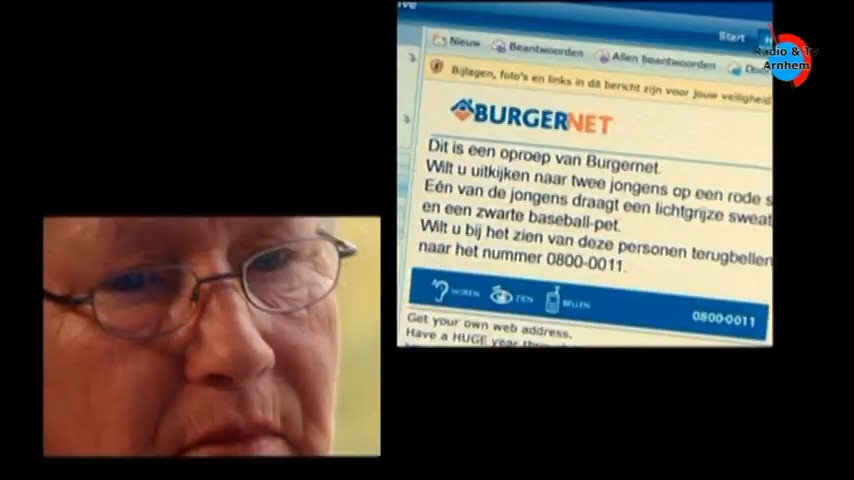 Start
Radio & Tv
Arnhem
Nieuw Beantwoorden Allen beantwoorden
Bijlagen, foto's en links in dit bericht zijn voor jouw veiligheid
BURGERNET
Dit is een oproep van Burgernet.
Wilt u uitkijken naar twee jongens op een rode s
Eén van de jongens draagt een lichtgrijze sweat
en een zwarte baseball-pet.
Wilt u bij het zien van deze personen terugbellen
naar het nummer 0800-0011.
HOREN ZIEN BELLEN 0800-0011
Get your own web address.
Have a HUGE year through